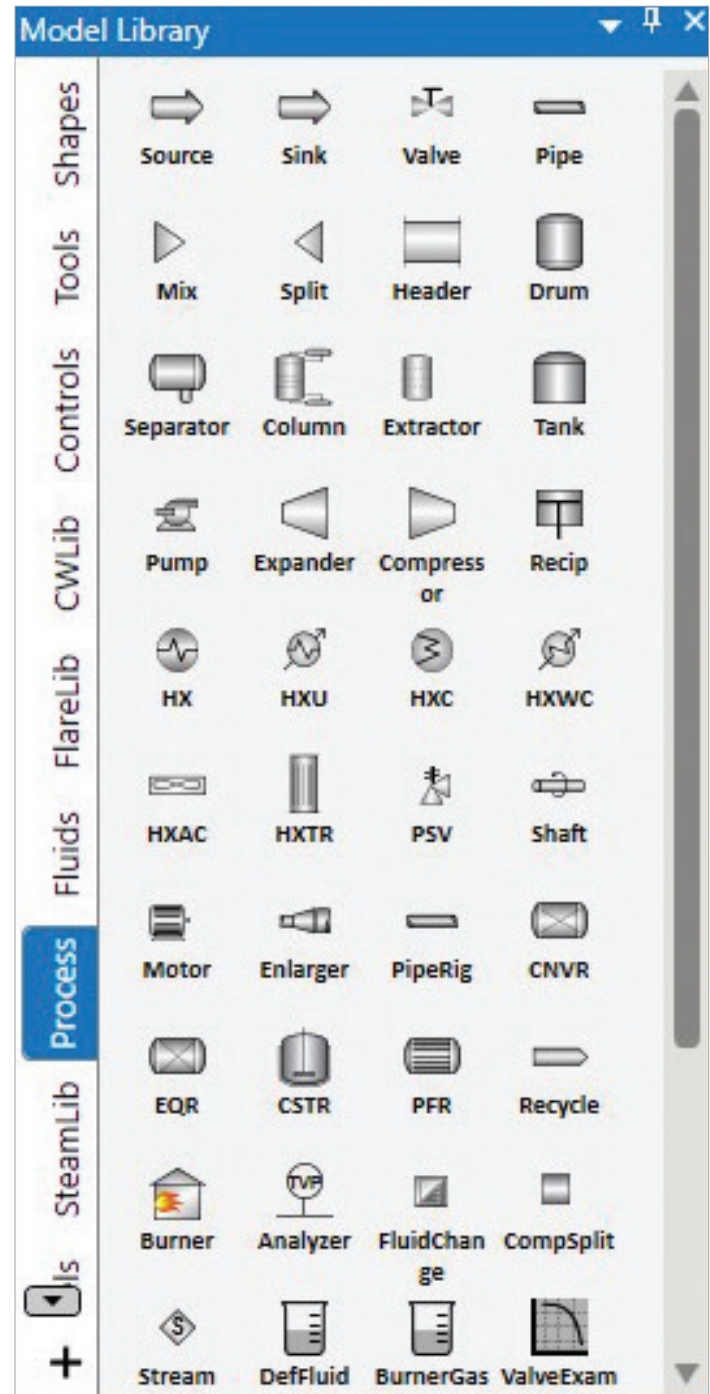 Model Library
Shapes
Tools
Controls
CWLib
FlareLib
Fluids
Process
SteamLib
Source Sink Valve Pipe
Mix Split Header Drum
Separator Column Extractor Tank
Pump Expander Compress
or Recip
HX HXU HXC HXWC
HXAC HXTR PSV Shaft
Motor Enlarger PipeRig CNVR
EQR CSTR PFR Recycle
TVP
Burner Analyzer FluidChan
ge CompSplit
S
Stream DefFluid BurnerGas ValveExam